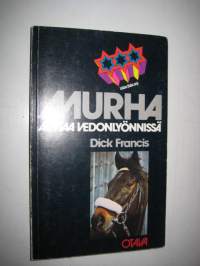 MURHA
VEDONLYÖNNISSÄ
Dick Francis
OTAVA